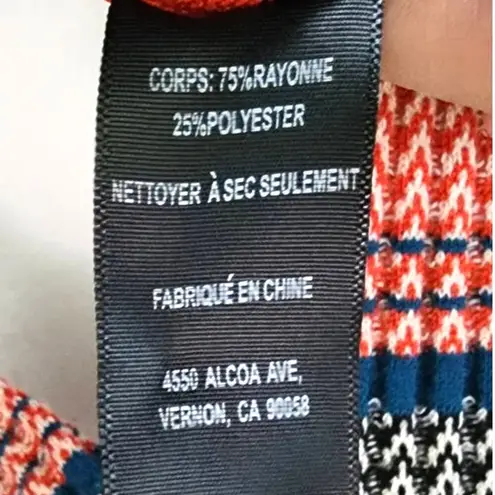 CORPS: 75%RAYONNE
25%POLYESTER
NETTOYER À SEC SEULEMENT
FABRIQUÉ EN CHINE
4550 ALCOA AVE,
VERNON, CA 90058